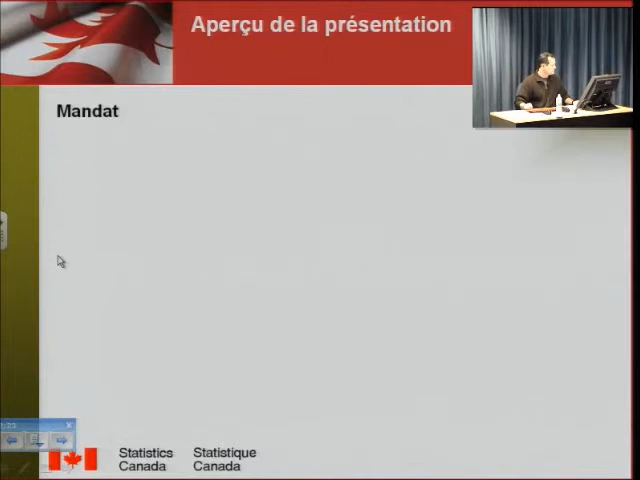 Aperçu de la présentation
Mandat
Statistics Statistique
Canada Canada